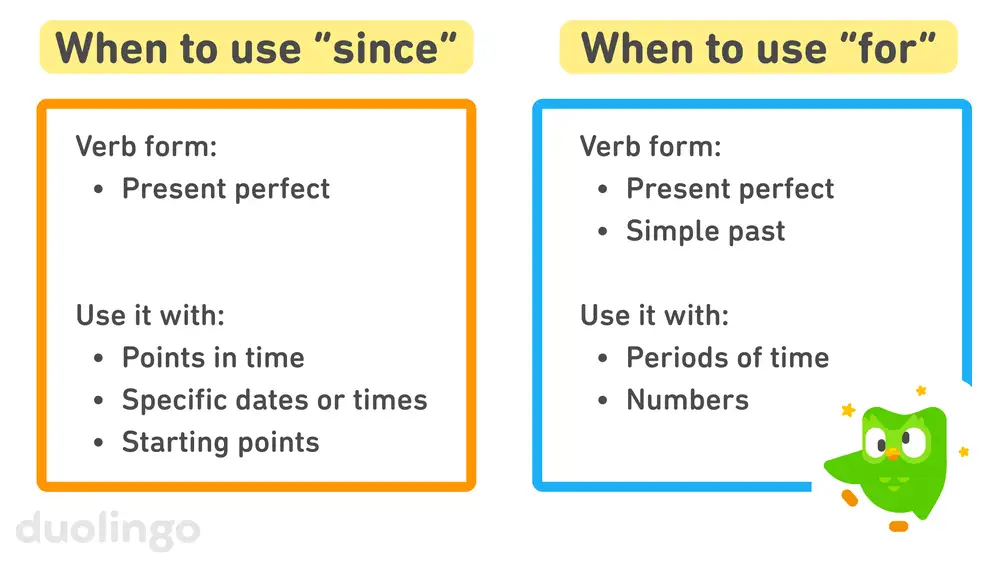 When to use “since”
Verb form:
• Present perfect
Use it with:
• Points in time
• Specific dates or times
• Starting points
When to use “for”
Verb form:
• Present perfect
• Simple past
Use it with:
• Periods of time
• Numbers
duolingo